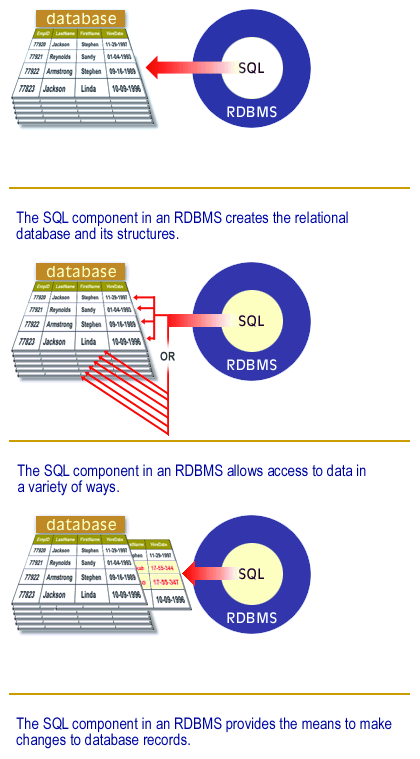 database
EmpID LastName FirstName HireDate
77920 Jackson Stephen 11-29-1997
77921 Reynolds Sandy 01-04-1993
77922 Armstrong Stephen 09-16-1989
77823 Jackson Linda 10-09-1996
SQL
RDBMS
The SQL component in an RDBMS creates the relational
database and its structures.
database
EmpID LastName FirstName HireDate
77920 Jackson Stephen 11-29-1997
77921 Reynolds Sandy 01-04-1993
77922 Armstrong Stephen 09-16-1989
77823 Jackson Linda 10-09-1996
SQL
RDBMS
OR
The SQL component in an RDBMS allows access to data in
a variety of ways.
database
EmpID LastName FirstName HireDate HireDate
77920 Jackson Stephen 11-29-1997 11-29-1997
77921 Reynolds Sandy 01-04-1993 17-55-344
77922 Armstrong Stephen 09-16-1989 17-55-347
77823 Jackson Linda 10-09-1996 10-09-1996
SQL
RDBMS
The SQL component in an RDBMS provides the means to make
changes to database records.